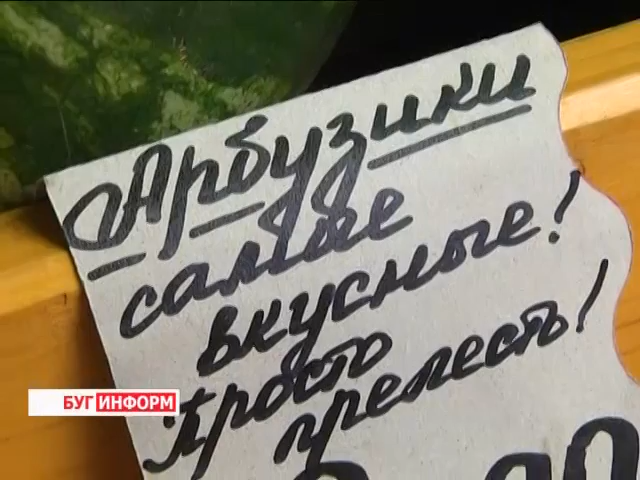 Арбузики
самые
вкусные!
Просто
прелесть!
БУГ ИНФОРМ